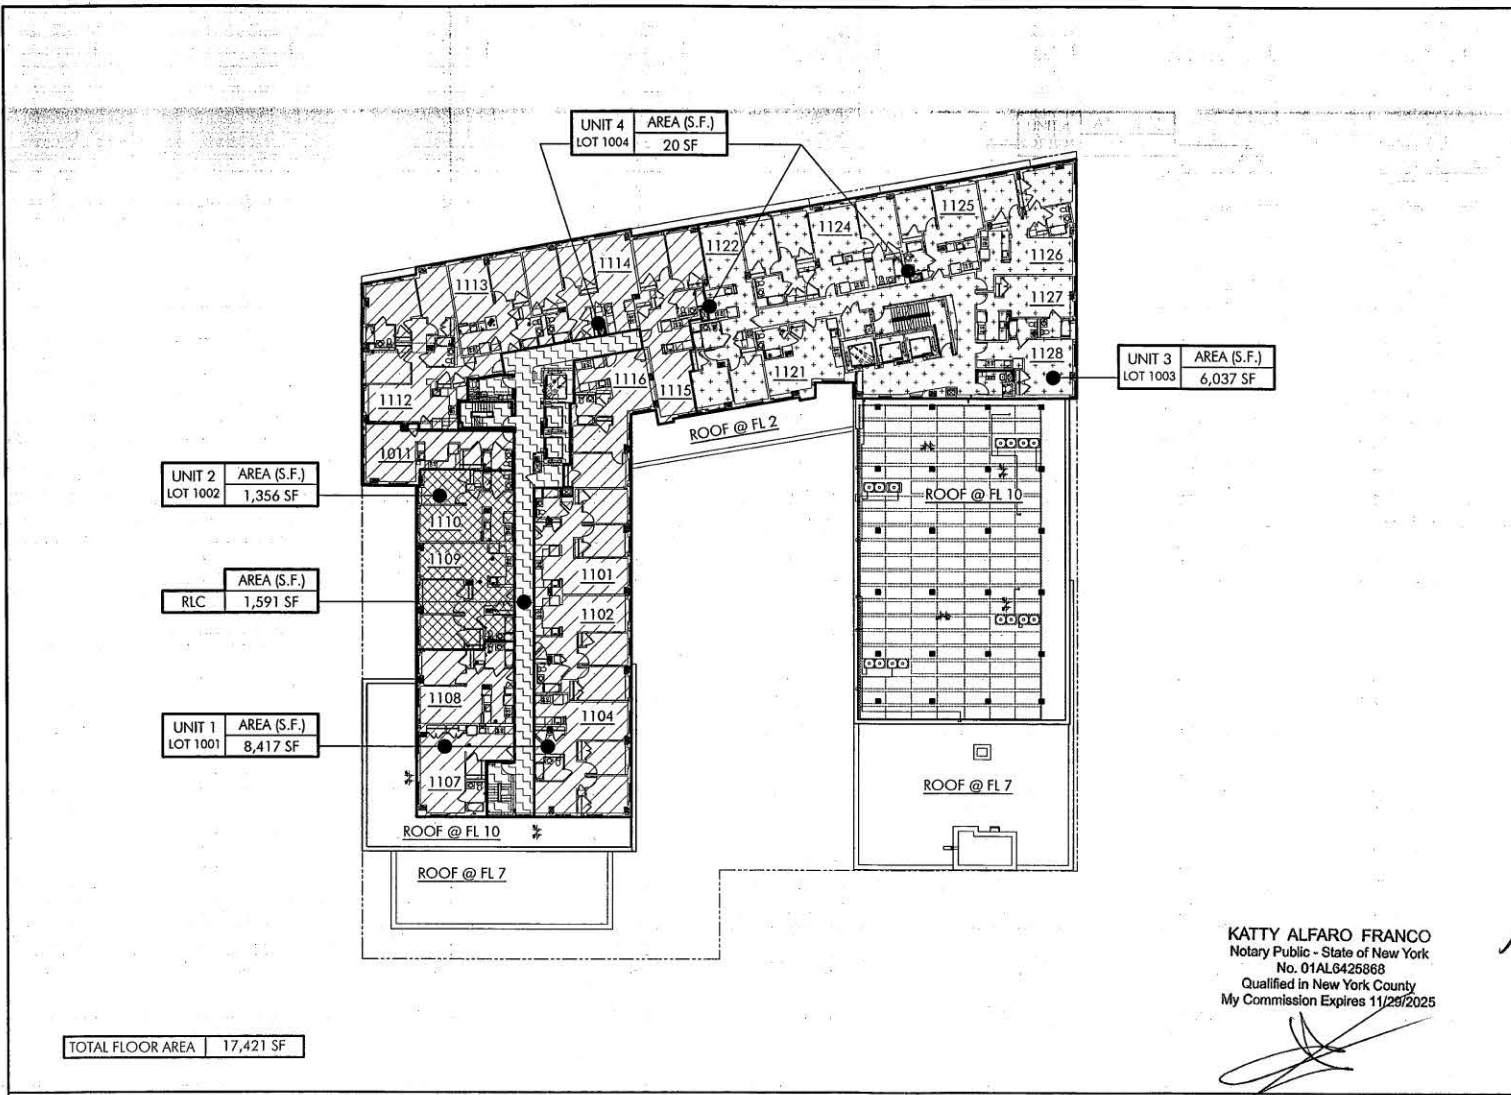 UNIT 4 AREA (S.F.)
LOT 1004 20 SF
1125
1124
1122
1126
1114
1113
1127
1128
UNIT 3 AREA (S.F.)
LOT 1003 6,037 SF
1116
1121
1115
1112
ROOF @ FL 2
1011
UNIT 2 AREA (S.F.)
LOT 1002 1,356 SF
ROOF @ FL 10
1110
1109
1101
AREA (S.F.)
RLC 1,591 SF
1102
1108
1104
UNIT 1 AREA (S.F.)
LOT 1001 8,417 SF
1107
ROOF @ FL 7
ROOF @ FL 10
ROOF @ FL 7
KATTY ALFARO FRANCO
Notary Public - State of New York
No. 01AL6425868
Qualified in New York County
My Commission Expires 11/29/2025
TOTAL FLOOR AREA 17,421 SF